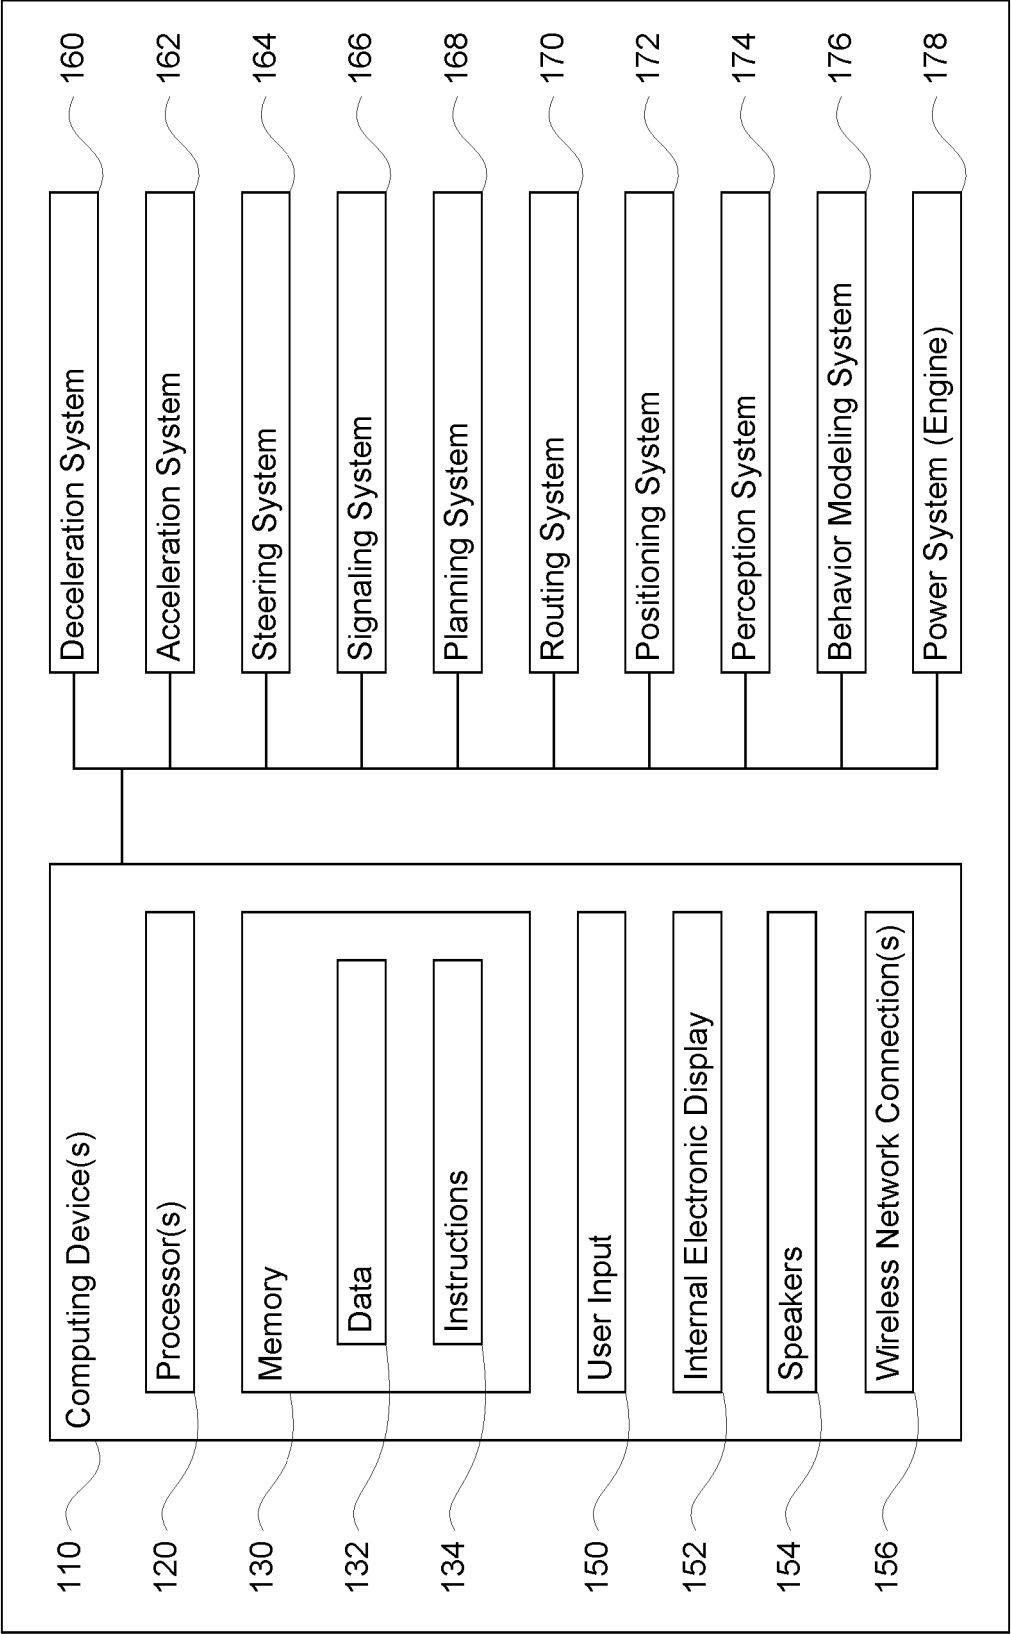 110
Computing Device(s)
120
Processor(s)
130
Memory
132
Data
134
Instructions
150
User Input
152
Internal Electronic Display
154
Speakers
156
Wireless Network Connection(s)
Deceleration System
160
Acceleration System
162
Steering System
164
Signaling System
166
Planning System
168
Routing System
170
Positioning System
172
Perception System
174
Behavior Modeling System
176
Power System (Engine)
178